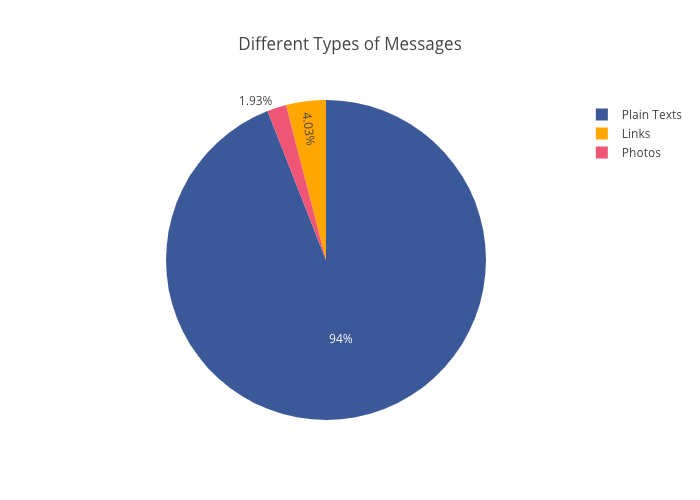 Different Types of Messages
1.93%
4.03%
94%
Plain Texts
Links
Photos